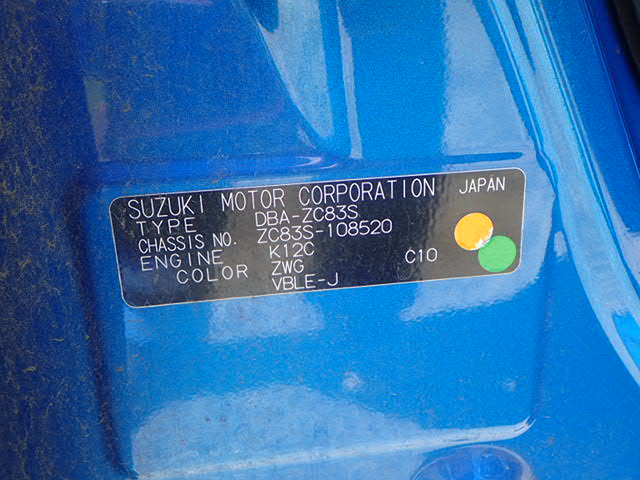 SUZUKI MOTOR CORPORATION JAPAN
TYPE DBA-ZC83S
CHASSIS NO. ZC83S-108520
ENGINE K12C C10
COLOR ZWG
VBLE-J